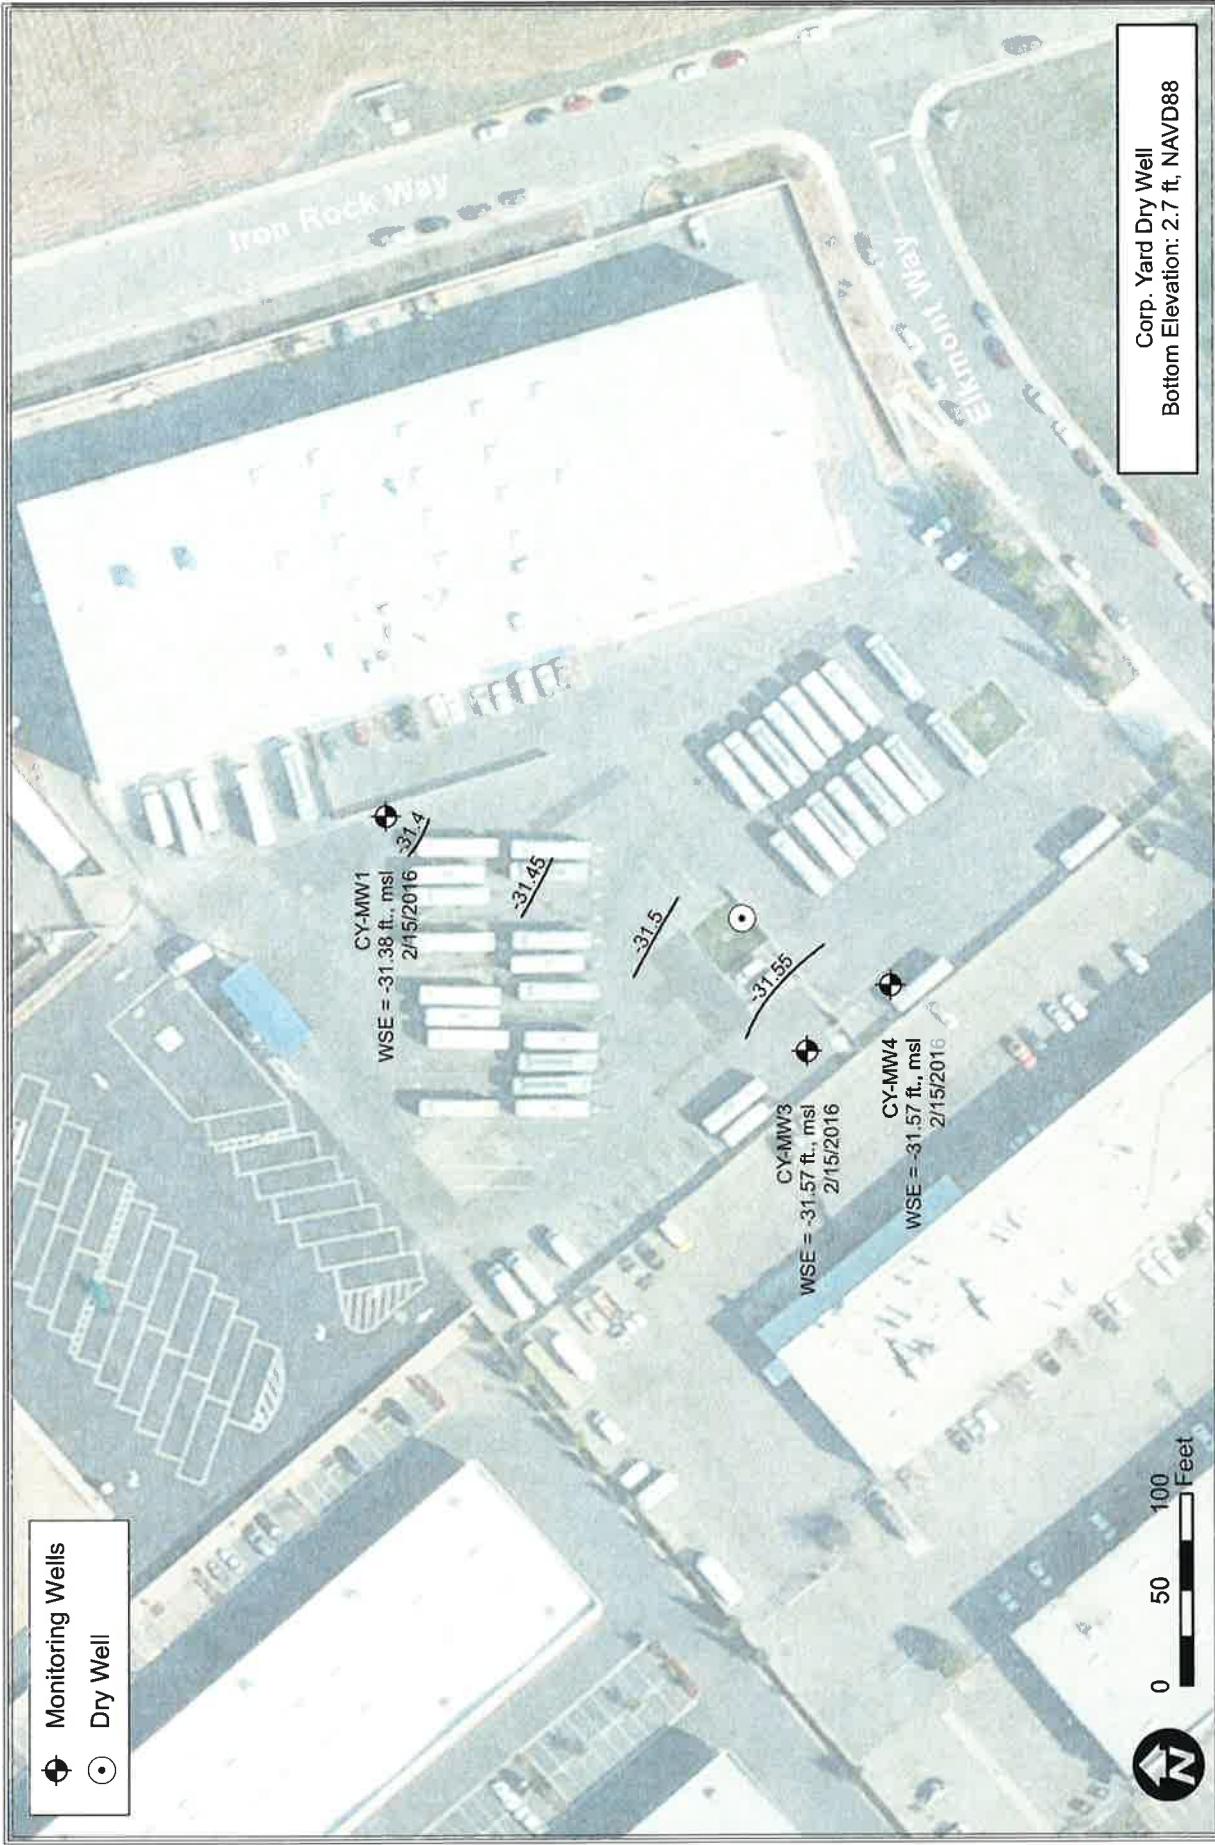 Monitoring Wells
Dry Well
Iron Rock Way
CY-MW1
WSE = -31.38 ft., msl
2/15/2016
-31.4
-31.45
-31.5
-31.55
CY-MW3
WSE = -31.57 ft., msl
2/15/2016
CY-MW4
WSE = -31.57 ft., msl
2/15/2016
Elkmont Way
N
0 50 100
Feet
Corp. Yard Dry Well
Bottom Elevation: 2.7 ft, NAVD88